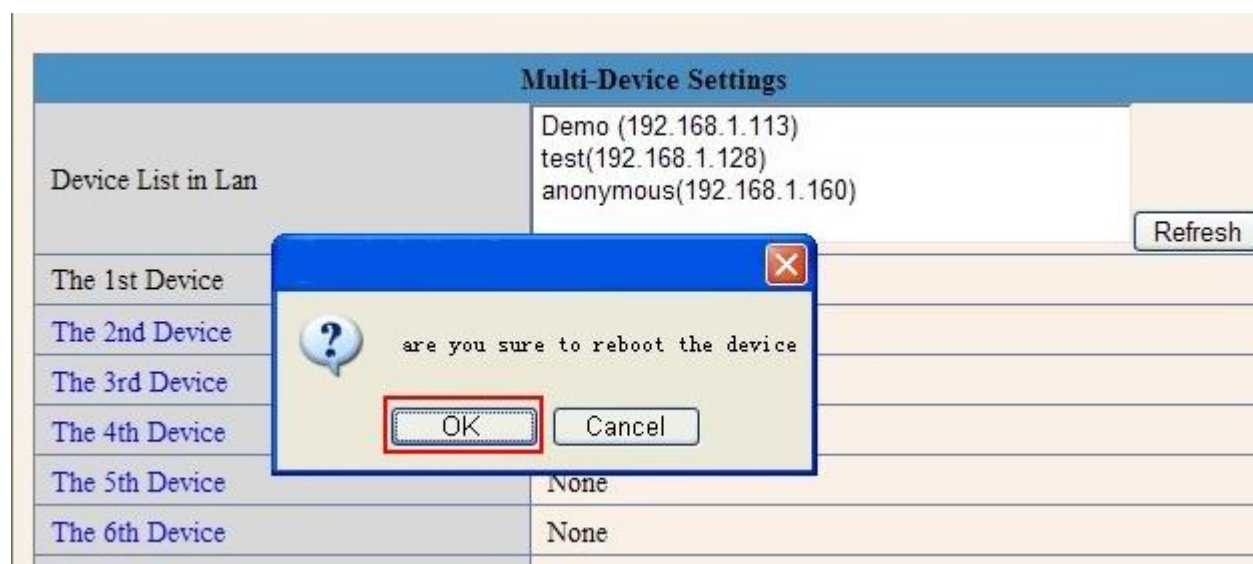 Multi-Device Settings
Device List in Lan
Demo (192.168.1.113)
test(192.168.1.128)
anonymous(192.168.1.160)
Refresh
The 1st Device
The 2nd Device
The 3rd Device
The 4th Device
The 5th Device
None
The 6th Device
None
are you sure to reboot the device
OK
Cancel